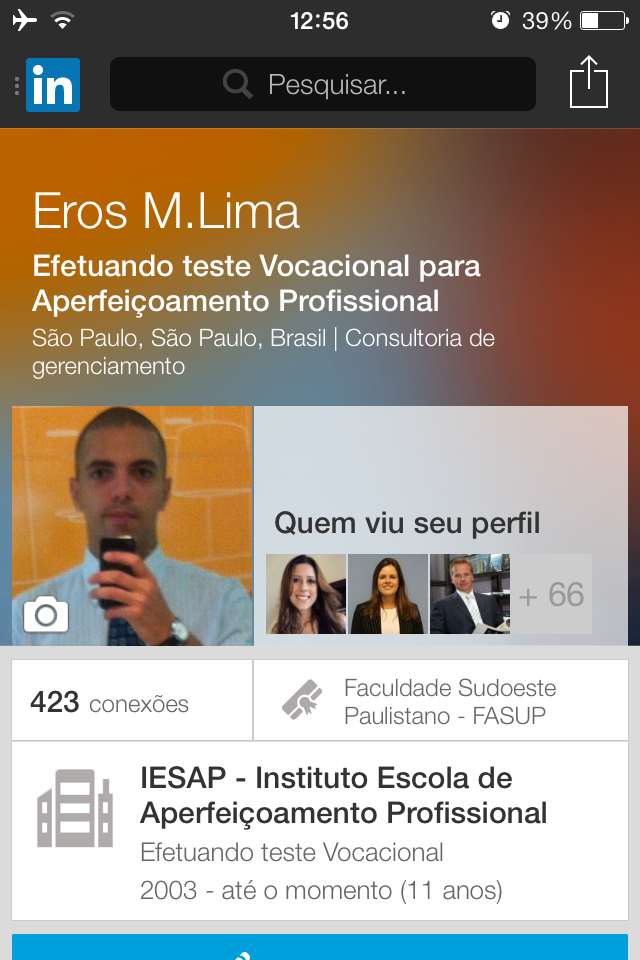 12:56
39%
in
Pesquisar...
Eros M.Lima
Efetuando teste Vocacional para
Aperfeiçoamento Profissional
São Paulo, São Paulo, Brasil | Consultoria de
gerenciamento
Quem viu seu perfil
+ 66
423 conexões
Faculdade Sudoeste
Paulistano - FASUP
IESAP - Instituto Escola de
Aperfeiçoamento Profissional
Efetuando teste Vocacional
2003 - até o momento (11 anos)